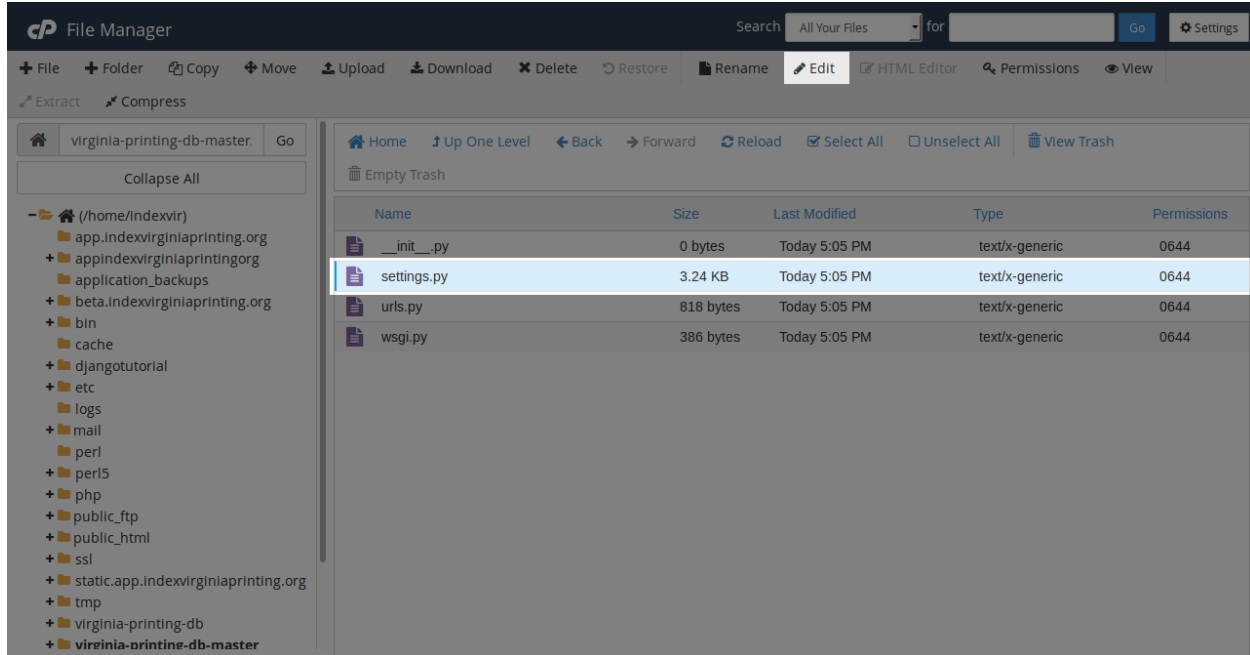 cP File Manager Search All Your Files for Go Settings
File Folder Copy Move Upload Download Delete Restore Rename Edit HTML Editor Permissions View
Extract Compress
virginia-printing-db-master Go
Collapse All
(/home/indexvir)
app.indexvirginiaprinting.org
appindexvirginiaprintingorg
application_backups
beta.indexvirginiaprinting.org
bin
cache
djangotutorial
etc
logs
mail
perl
perl5
php
public_ftp
public_html
ssl
static.app.indexvirginiaprinting.org
tmp
virginia-printing-db
virginia-printing-db-master
Home Up One Level Back Forward Reload Select All Unselect All View Trash
Empty Trash
Name Size Last Modified Type Permissions
__init__.py 0 bytes Today 5:05 PM text/x-generic 0644
settings.py 3.24 KB Today 5:05 PM text/x-generic 0644
urls.py 818 bytes Today 5:05 PM text/x-generic 0644
wsgi.py 386 bytes Today 5:05 PM text/x-generic 0644